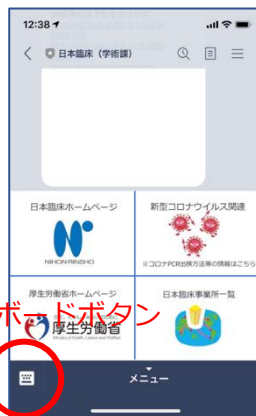 12:38
日本臨床（学術課）
日本臨床ホームページ
新型コロナウイルス関連
NIHON RINSHO
※コロナPCR検出方法等の情報はこちら
厚生労働省ホームページ
日本臨床事業所一覧
ボードボタン
厚生労働省
Ministry of Health, Labour and Welfare
メニュー